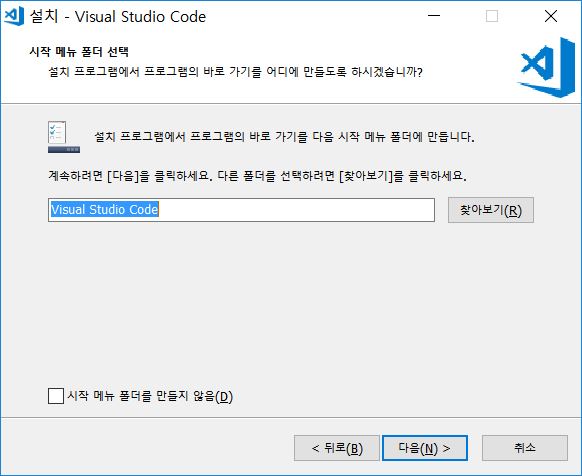 설치 - Visual Studio Code
시작 메뉴 폴더 선택
설치 프로그램에서 프로그램의 바로 가기를 어디에 만들도록 하시겠습니까?
설치 프로그램에서 프로그램의 바로 가기를 다음 시작 메뉴 폴더에 만듭니다.
계속하려면 [다음]을 클릭하세요. 다른 폴더를 선택하려면 [찾아보기]를 클릭하세요.
Visual Studio Code
찾아보기(R)
시작 메뉴 폴더를 만들지 않음(D)
< 뒤로(B)
다음(N) >
취소